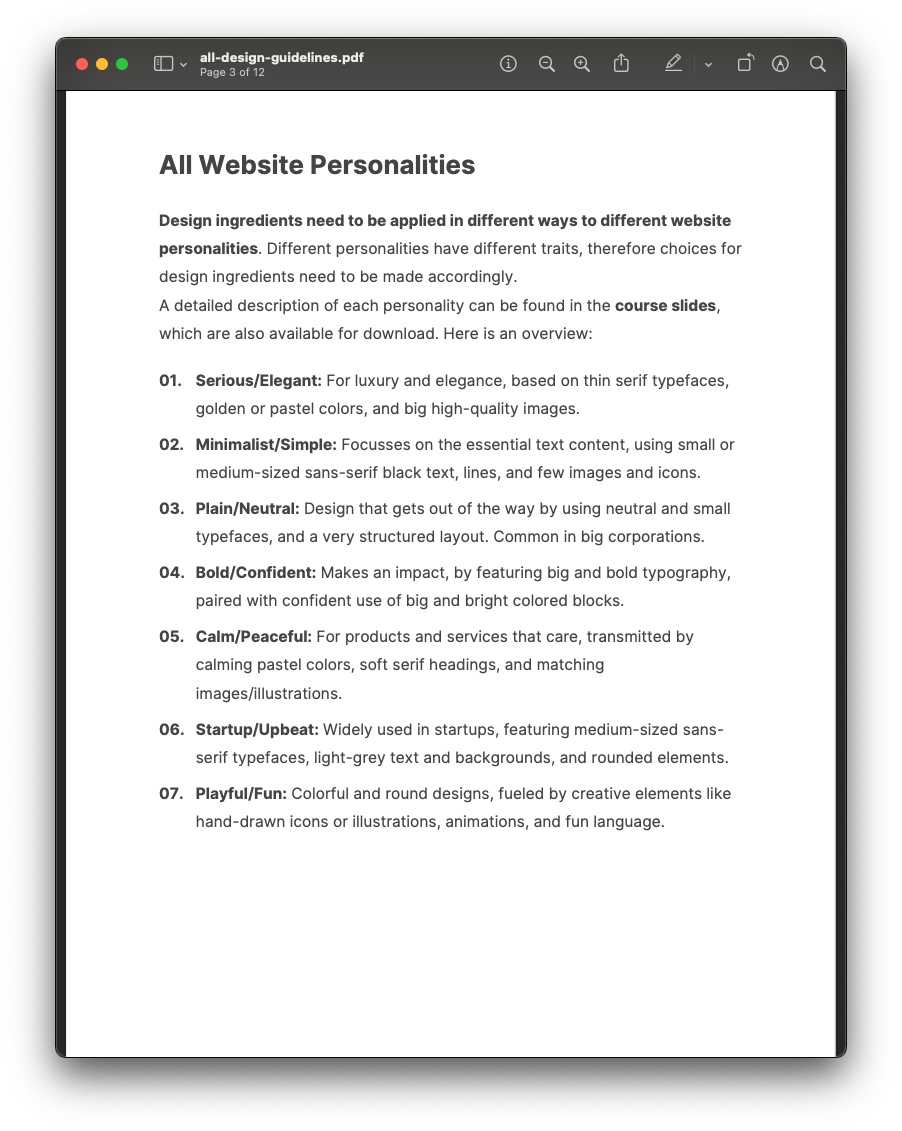 all-design-guidelines.pdf
Page 3 of 12
All Website Personalities
Design ingredients need to be applied in different ways to different website
personalities. Different personalities have different traits, therefore choices for
design ingredients need to be made accordingly.
A detailed description of each personality can be found in the course slides,
which are also available for download. Here is an overview:
01. Serious/Elegant: For luxury and elegance, based on thin serif typefaces,
golden or pastel colors, and big high-quality images.
02. Minimalist/Simple: Focusses on the essential text content, using small or
medium-sized sans-serif black text, lines, and few images and icons.
03. Plain/Neutral: Design that gets out of the way by using neutral and small
typefaces, and a very structured layout. Common in big corporations.
04. Bold/Confident: Makes an impact, by featuring big and bold typography,
paired with confident use of big and bright colored blocks.
05. Calm/Peaceful: For products and services that care, transmitted by
calming pastel colors, soft serif headings, and matching
images/illustrations.
06. Startup/Upbeat: Widely used in startups, featuring medium-sized sans-
serif typefaces, light-grey text and backgrounds, and rounded elements.
07. Playful/Fun: Colorful and round designs, fueled by creative elements like
hand-drawn icons or illustrations, animations, and fun language.